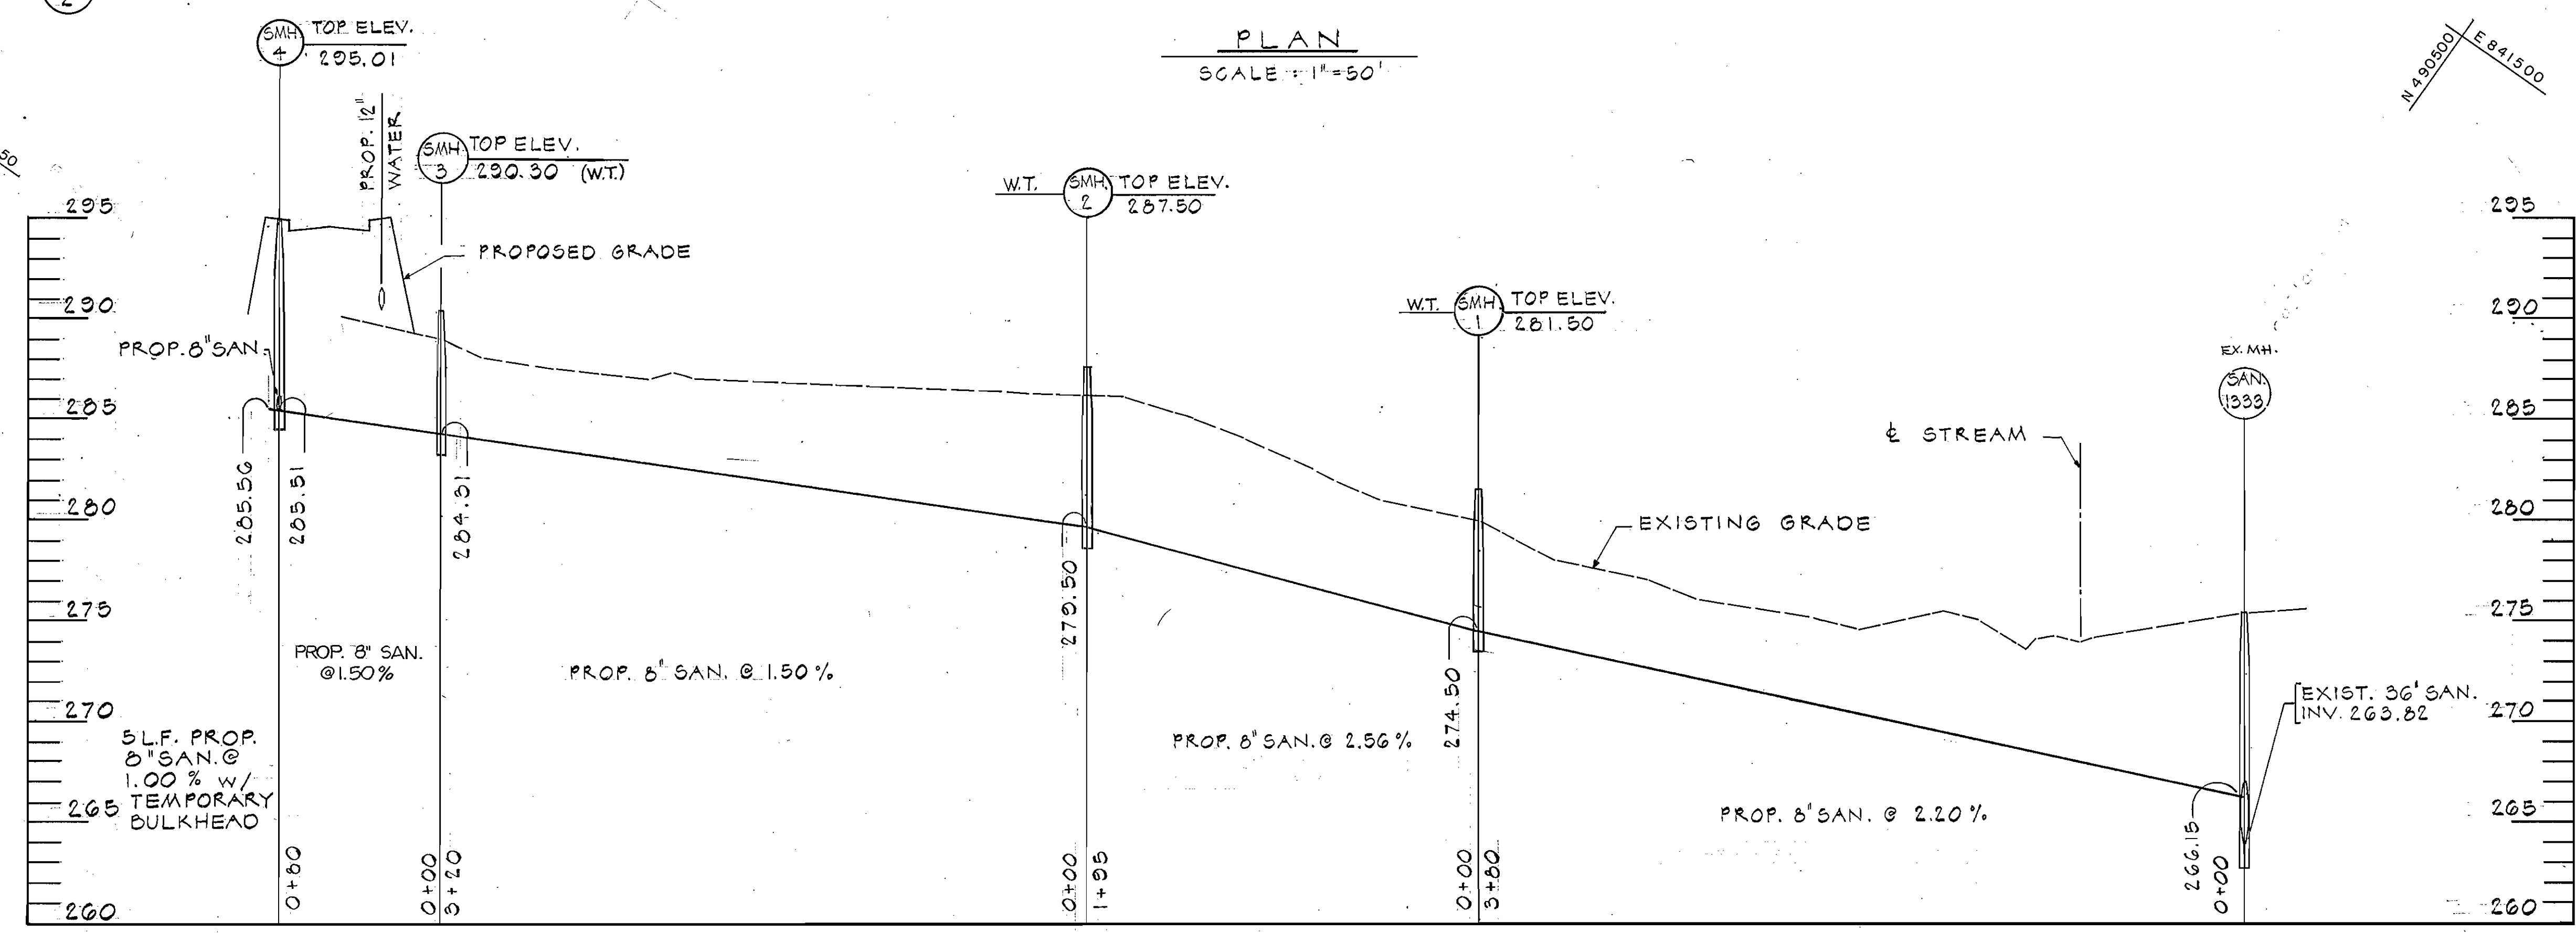 PLAN
SCALE : 1"=50'
N 490500
E 841500
50
2
SMH
4
TOP ELEV.
295.01
PROP. 12"
WATER
SMH
3
TOP ELEV.
290.30 (W.T.)
W.T.
SMH
2
TOP ELEV.
287.50
W.T.
SMH
1
TOP ELEV.
281.50
EX. MH.
SAN.
1333
295
290
285
280
275
270
265
260
295
290
285
280
275
270
265
260
PROPOSED GRADE
PROP. 8" SAN.
℄ STREAM
EXISTING GRADE
285.56
285.51
284.31
279.50
274.50
266.15
PROP. 8" SAN.
@1.50%
PROP. 8" SAN. @ 1.50%
PROP. 8" SAN. @ 2.56%
PROP. 8" SAN. @ 2.20%
EXIST. 36' SAN.
INV. 263.82
5 L.F. PROP.
8" SAN. @
1.00 % W/
TEMPORARY
BULKHEAD
0+80
0+00
3+20
0+00
1+95
0+00
3+80
0+00